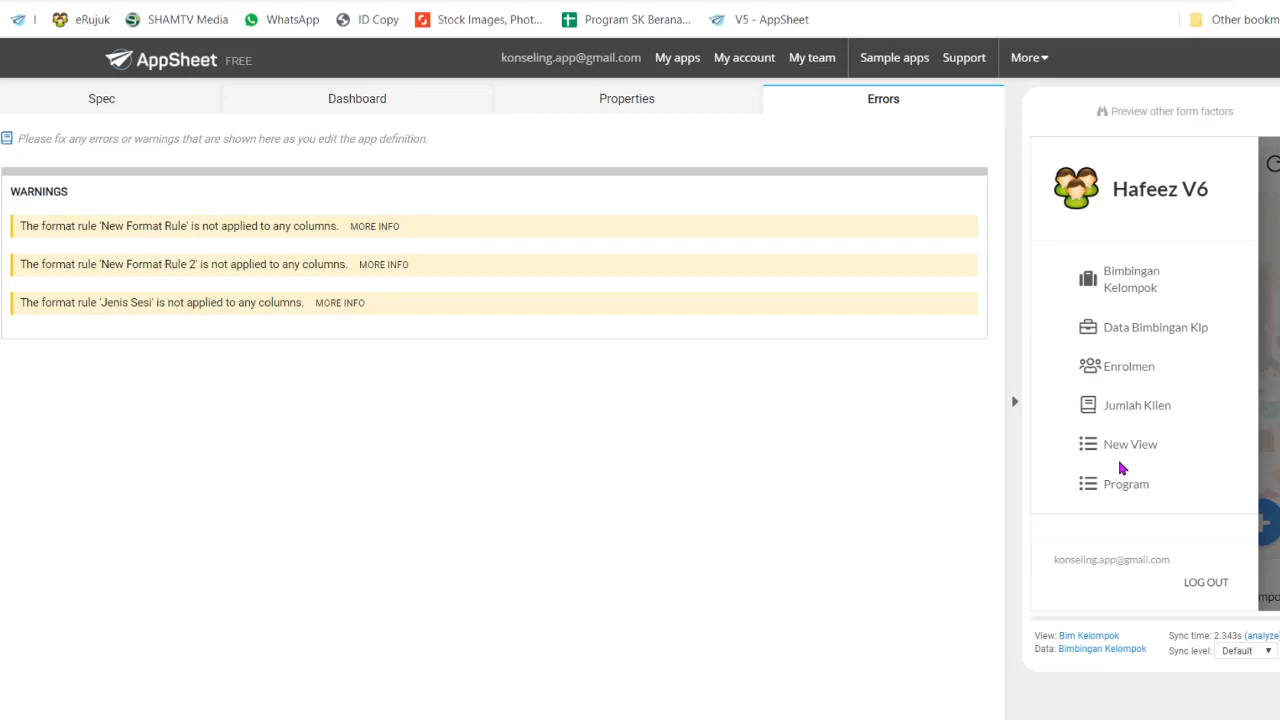 I eRujuk SHAMTV Media WhatsApp ID Copy Stock Images, Phot... Program SK Berana... V5 - AppSheet Other bookm
AppSheet FREE konseling.app@gmail.com My apps My account My team Sample apps Support More
Spec Dashboard Properties Errors
Preview other form factors
Please fix any errors or warnings that are shown here as you edit the app definition.
WARNINGS
The format rule 'New Format Rule' is not applied to any columns. MORE INFO
The format rule 'New Format Rule 2' is not applied to any columns. MORE INFO
The format rule 'Jenis Sesi' is not applied to any columns. MORE INFO
Hafeez V6
Bimbingan
Kelompok
Data Bimbingan Klp
Enrolmen
Jumlah Klien
New View
Program
konseling.app@gmail.com
LOG OUT
mpo
View: Bim Kelompok Sync time: 2.343s (analyze)
Data: Bimbingan Kelompok Sync level: Default